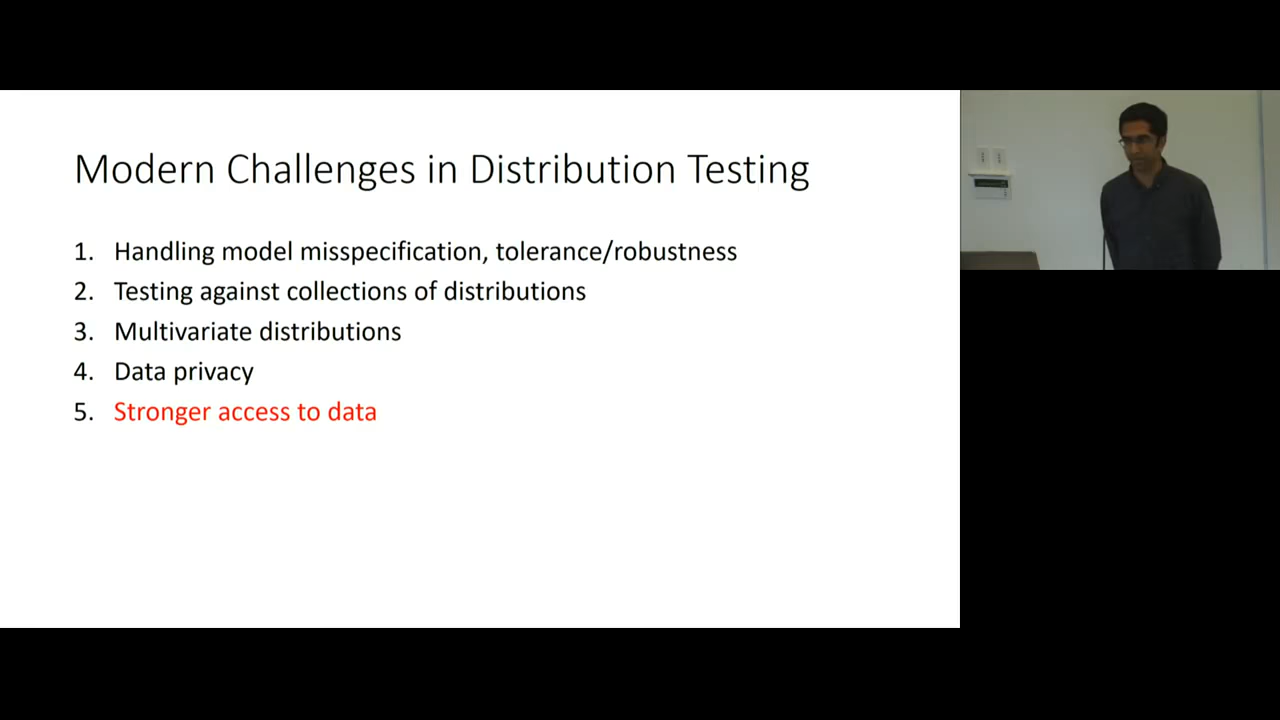 Modern Challenges in Distribution Testing
1. Handling model misspecification, tolerance/robustness
2. Testing against collections of distributions
3. Multivariate distributions
4. Data privacy
5. Stronger access to data